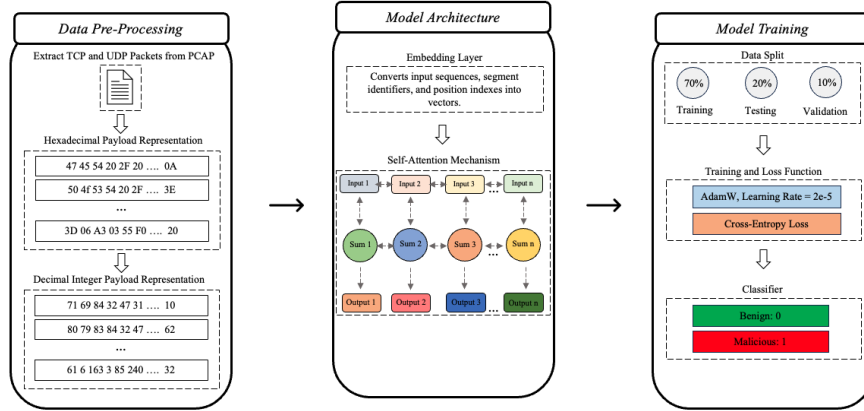 Data Pre-Processing
Extract TCP and UDP Packets from PCAP
Hexadecimal Payload Representation
47 45 54 20 2F 20 .... 0A
50 4f 53 54 20 2F .... 3E
...
3D 06 A3 03 55 F0 .... 20
Decimal Integer Payload Representation
71 69 84 32 47 31 .... 10
80 79 83 84 32 47 .... 62
...
61 6 163 3 85 240 .... 32
Model Architecture
Embedding Layer
Converts input sequences, segment
identifiers, and position indexes into
vectors.
Self-Attention Mechanism
Input 1 Input 2 Input 3 ... Input n
Sum 1 Sum 2 Sum 3 ... Sum n
Output 1 Output 2 Output 3 ... Output n
Model Training
Data Split
70% 20% 10%
Training Testing Validation
Training and Loss Function
AdamW, Learning Rate = 2e-5
Cross-Entropy Loss
Classifier
Benign: 0
Malicious: 1